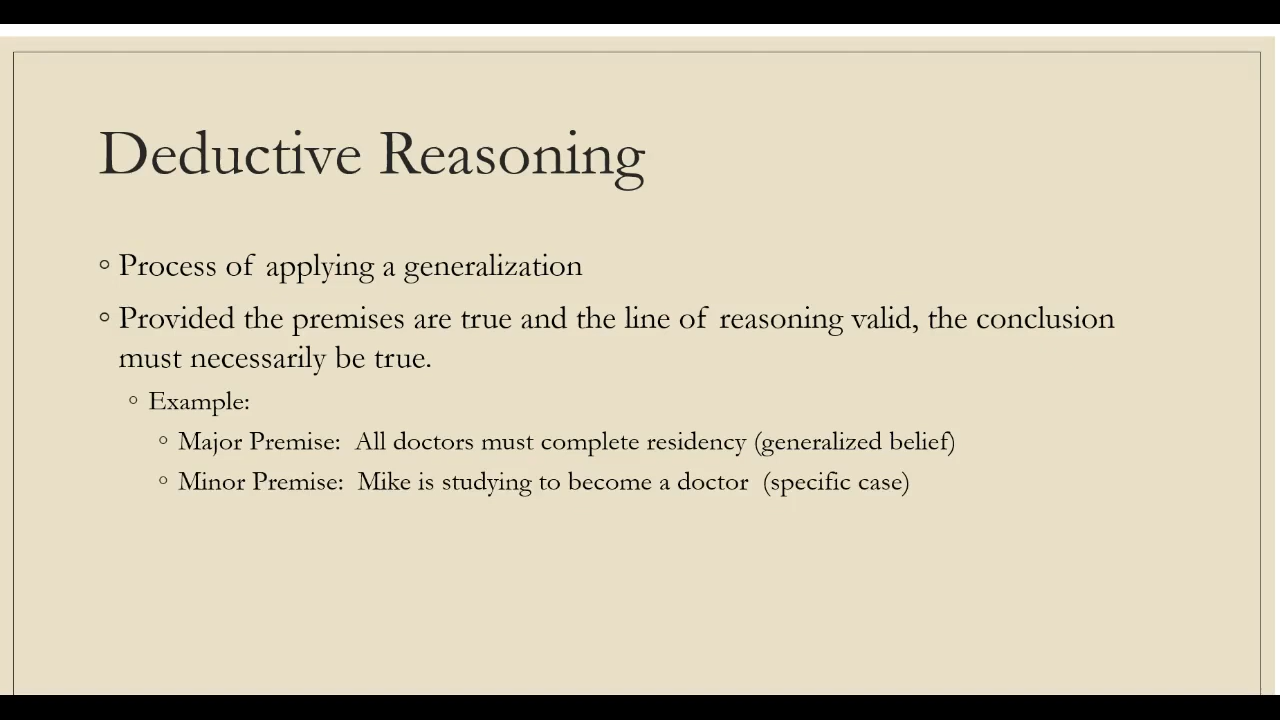 Deductive Reasoning
◦ Process of applying a generalization
◦ Provided the premises are true and the line of reasoning valid, the conclusion
must necessarily be true.
◦ Example:
◦ Major Premise:  All doctors must complete residency (generalized belief)
◦ Minor Premise:  Mike is studying to become a doctor  (specific case)